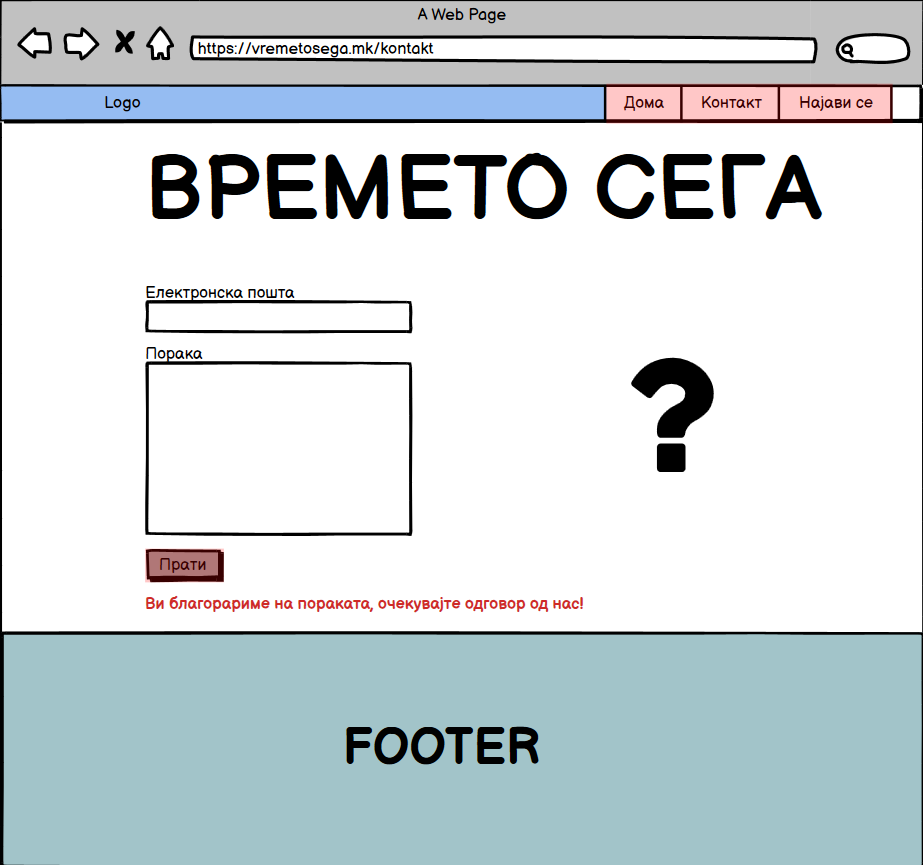 A Web Page
https://vremetosega.mk/kontakt
Logo
Дома
Контакт
Најави се
ВРЕМЕТО СЕГА
Електронска пошта
Порака
?
Прати
Ви благорариме на пораката, очекувајте одговор од нас!
FOOTER